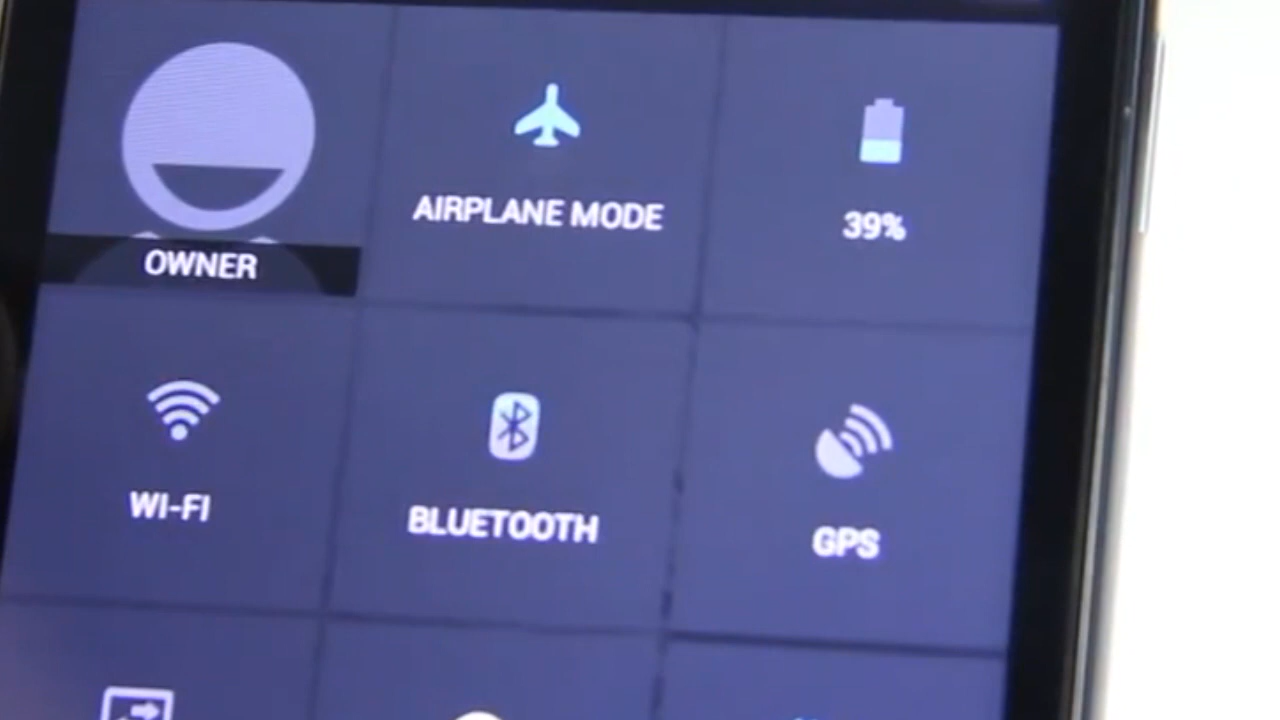 OWNER
AIRPLANE MODE
39%
WI-FI
BLUETOOTH
GPS